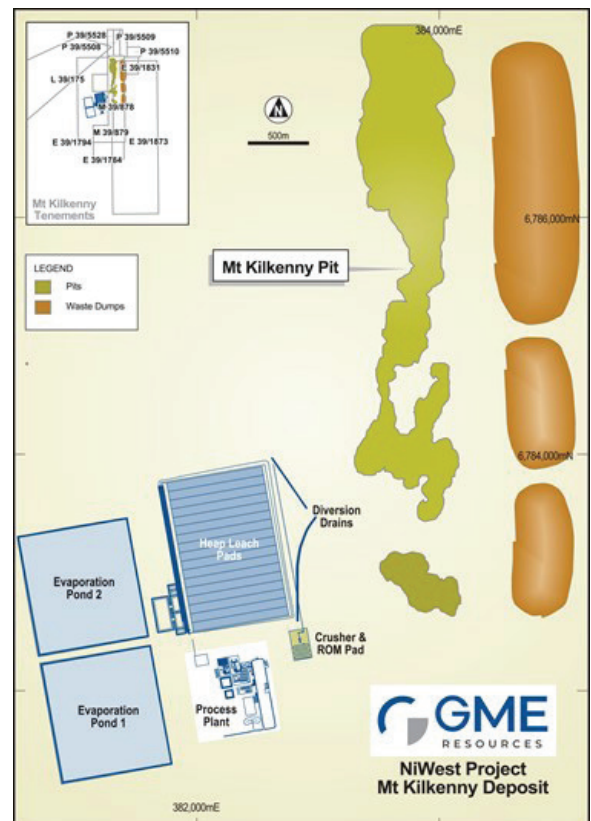 P 39/5528
P 39/5509
P 39/5508
P 39/5510
E 39/1831
L 39/175
M 39/878
M 39/879
E 39/1794
E 39/1873
E 39/1784
Mt Kilkenny
Tenements
N
500m
384,000mE
6,786,000mN
Mt Kilkenny Pit
LEGEND
Pits
Waste Dumps
6,784,000mN
Diversion
Drains
Heap Leach
Pads
Evaporation
Pond 2
Crusher &
ROM Pad
Process
Plant
Evaporation
Pond 1
GME
RESOURCES
NiWest Project
Mt Kilkenny Deposit
382,000mE